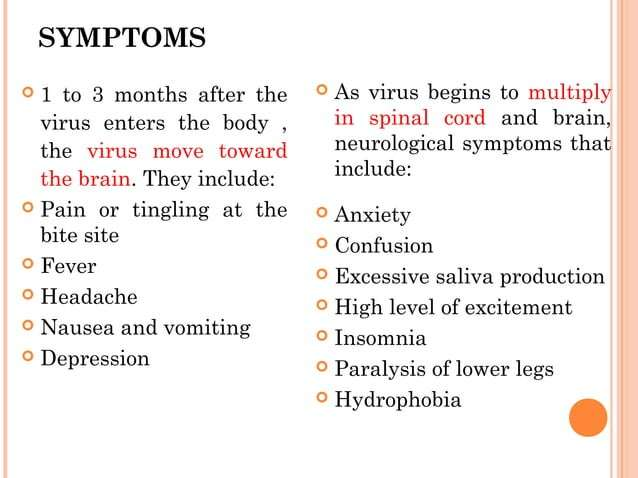 SYMPTOMS
1 to 3 months after the
virus enters the body ,
the virus move toward
the brain. They include:
Pain or tingling at the
bite site
Fever
Headache
Nausea and vomiting
Depression
As virus begins to multiply
in spinal cord and brain,
neurological symptoms that
include:
Anxiety
Confusion
Excessive saliva production
High level of excitement
Insomnia
Paralysis of lower legs
Hydrophobia